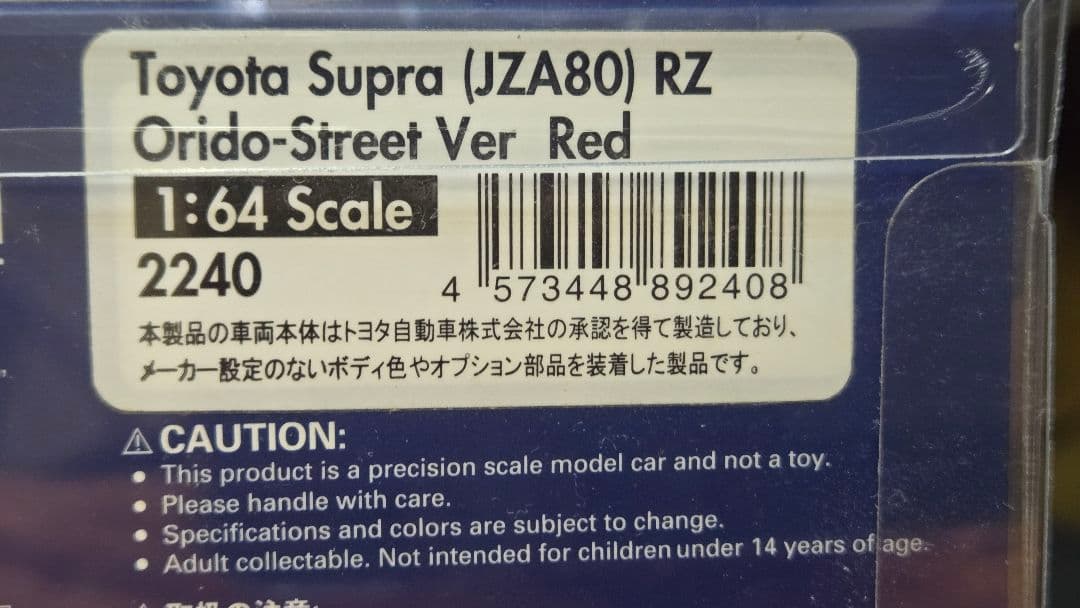 Toyota Supra (JZA80) RZ
Orido-Street Ver Red
1:64 Scale
2240
4 573448 892408
本製品の車両本体はトヨタ自動車株式会社の承認を得て製造しており、
メーカー設定のないボディ色やオプション部品を装着した製品です。
⚠ CAUTION:
• This product is a precision scale model car and not a toy.
• Please handle with care.
• Specifications and colors are subject to change.
• Adult collectable. Not intended for children under 14 years of age.
⚠ 取扱の注意: